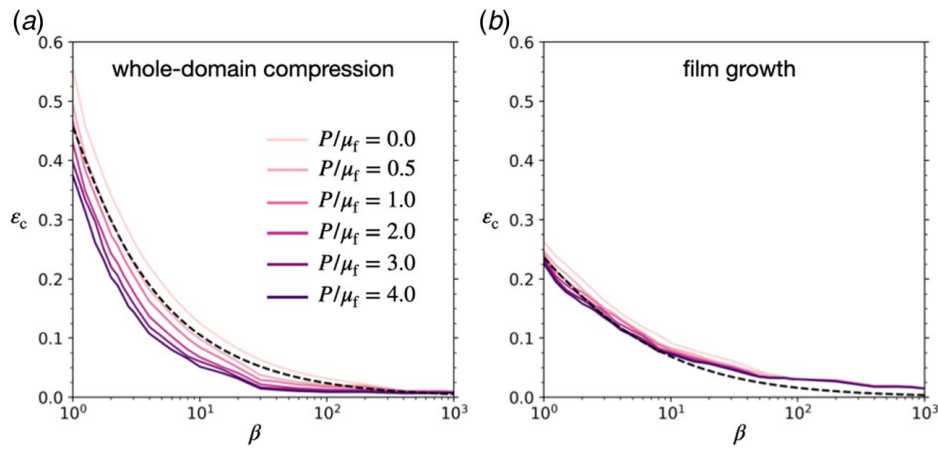 (a)
whole-domain compression
P/μf = 0.0
P/μf = 0.5
P/μf = 1.0
P/μf = 2.0
P/μf = 3.0
P/μf = 4.0
0.6
0.5
0.4
0.3
0.2
0.1
0.0
εc
10⁰ 10¹ 10² 10³
β
(b)
film growth
0.6
0.5
0.4
0.3
0.2
0.1
0.0
εc
10⁰ 10¹ 10² 10³
β